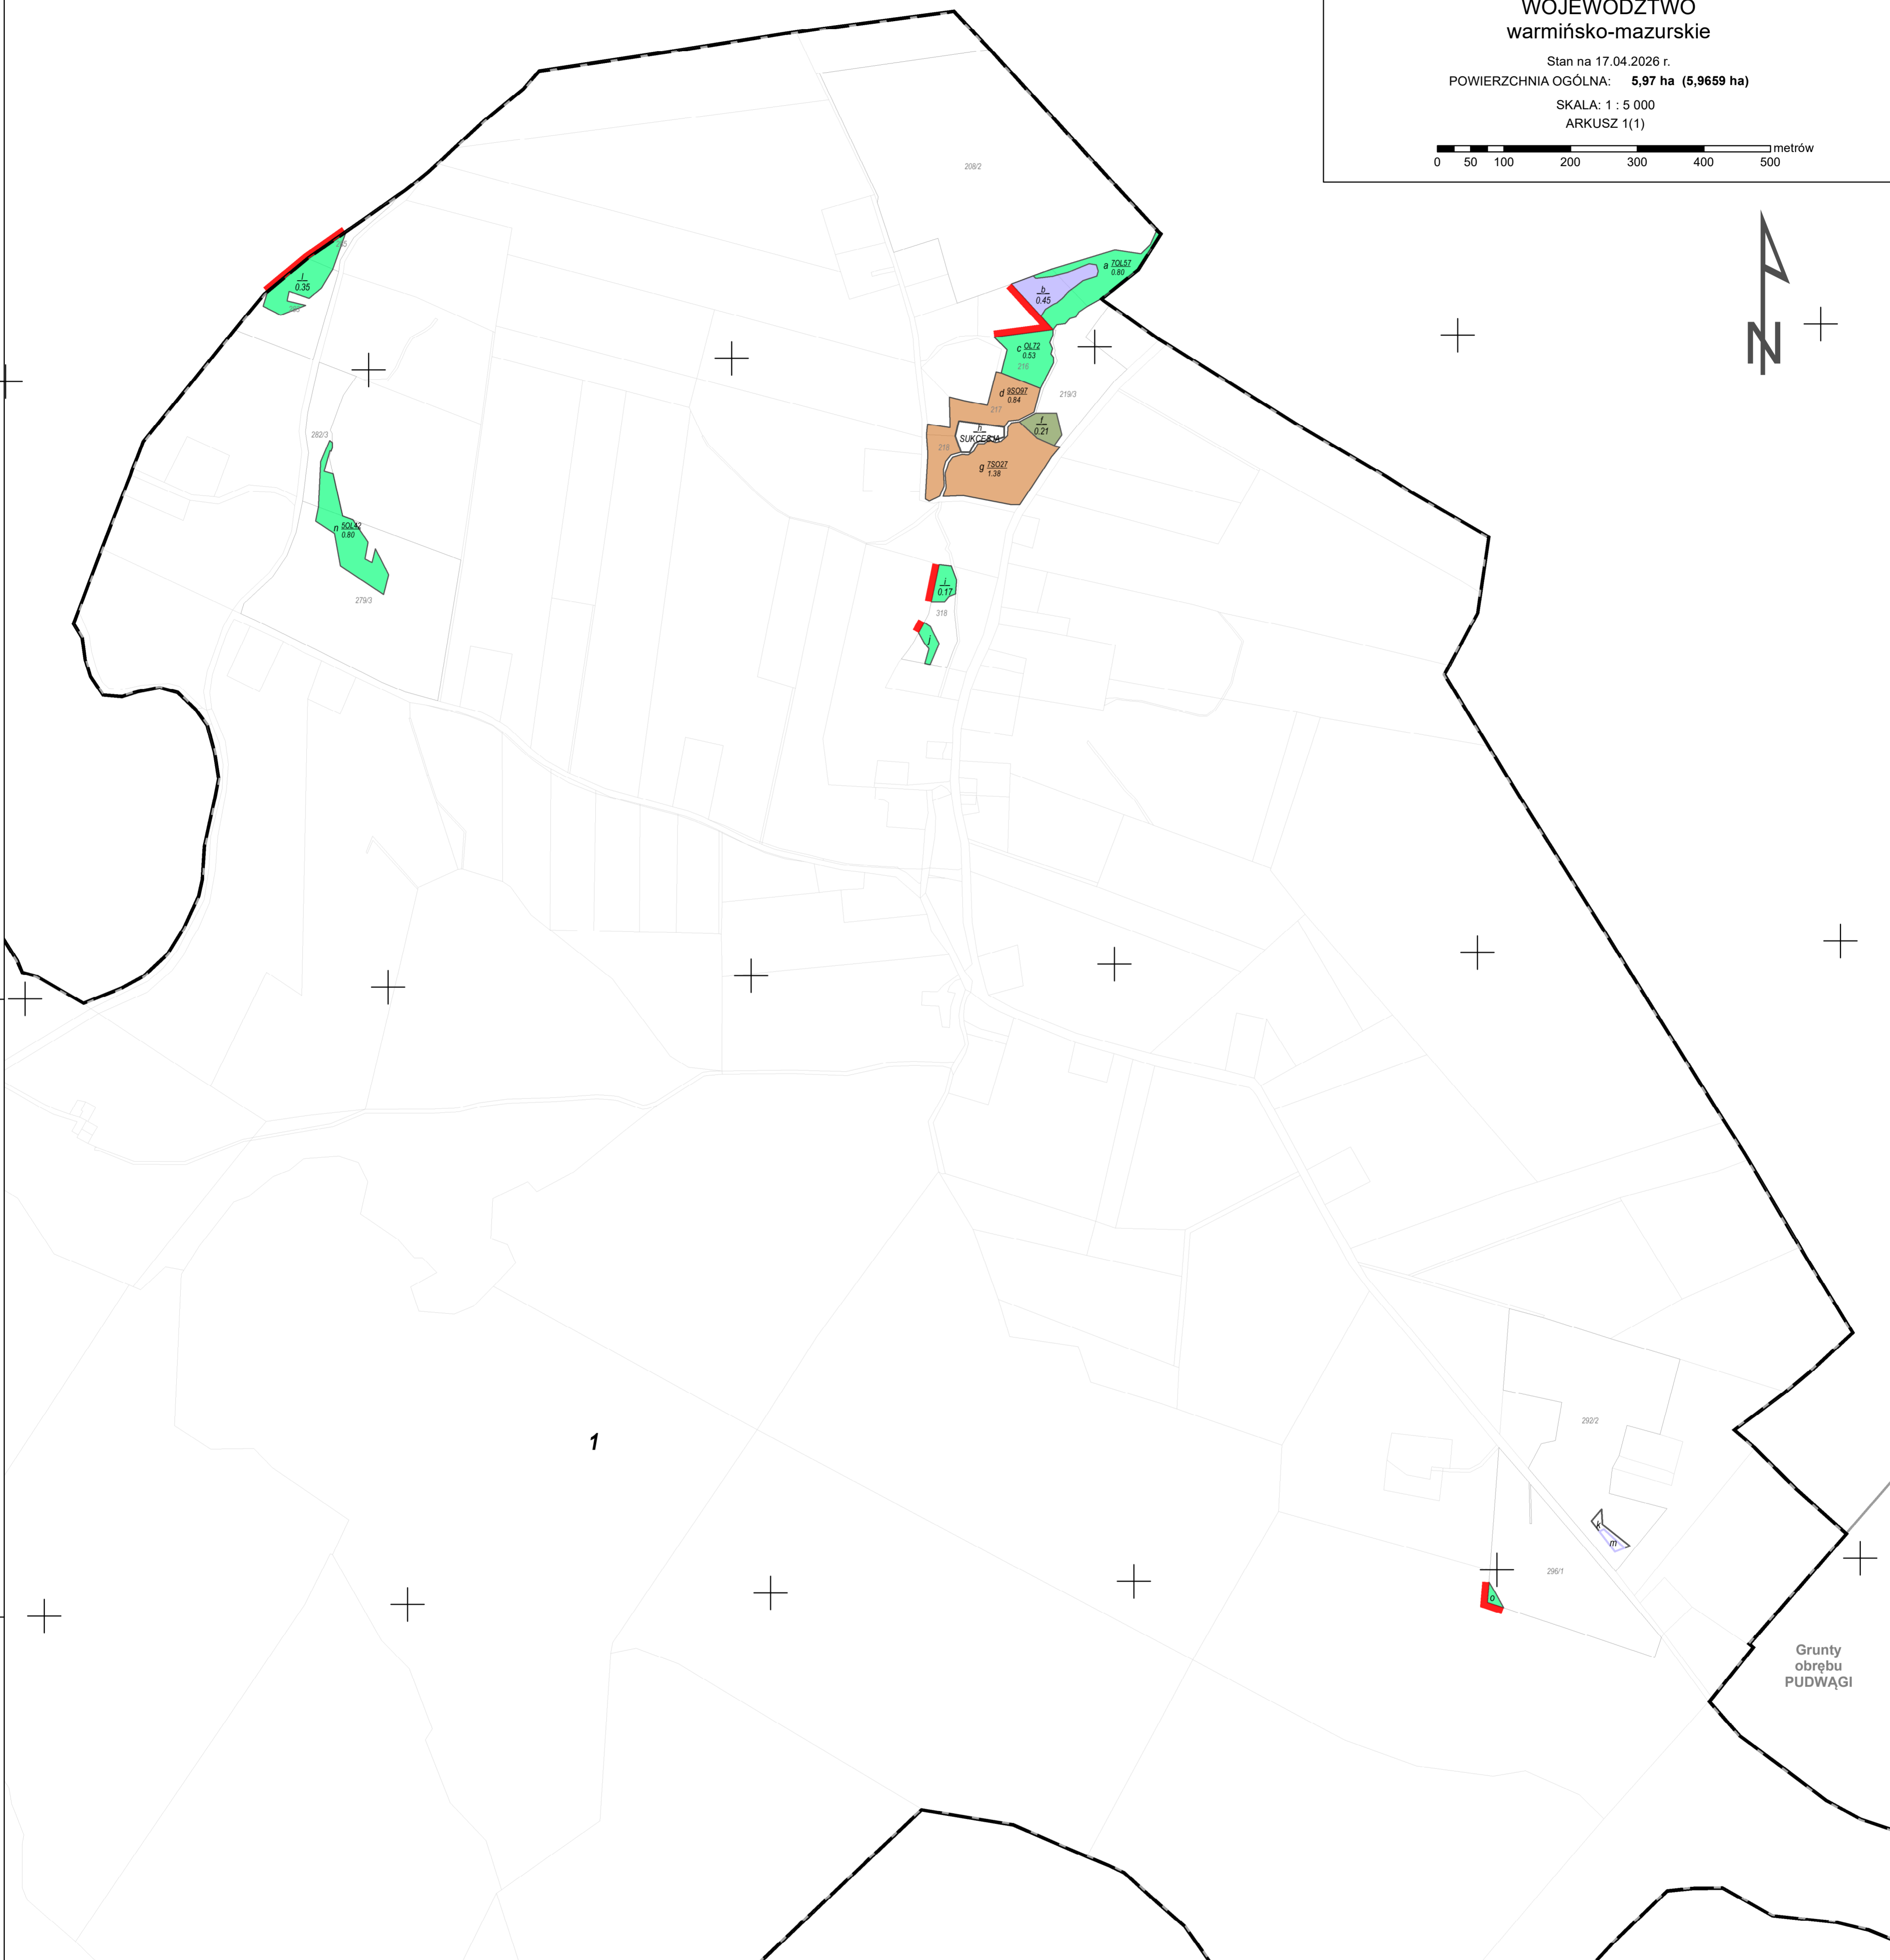 WOJEWÓDZTWO
warmińsko-mazurskie
Stan na 17.04.2026 r.
POWIERZCHNIA OGÓLNA: 5,97 ha (5,9659 ha)
SKALA: 1 : 5 000
ARKUSZ 1(1)
metrów
0 50 100 200 300 400 500
N
208/2
l
0.35
a 7OL57
0.80
b
0.45
c OL72
0.53
216
d 9SO97
0.84
217
219/3
f
0.21
h
SUKCESJA
218
g 7SO27
1.38
282/3
n 5OL42
0.80
279/3
i
0.17
318
j
1
292/2
k
m
296/1
o
Grunty
obrębu
PUDWĄGI